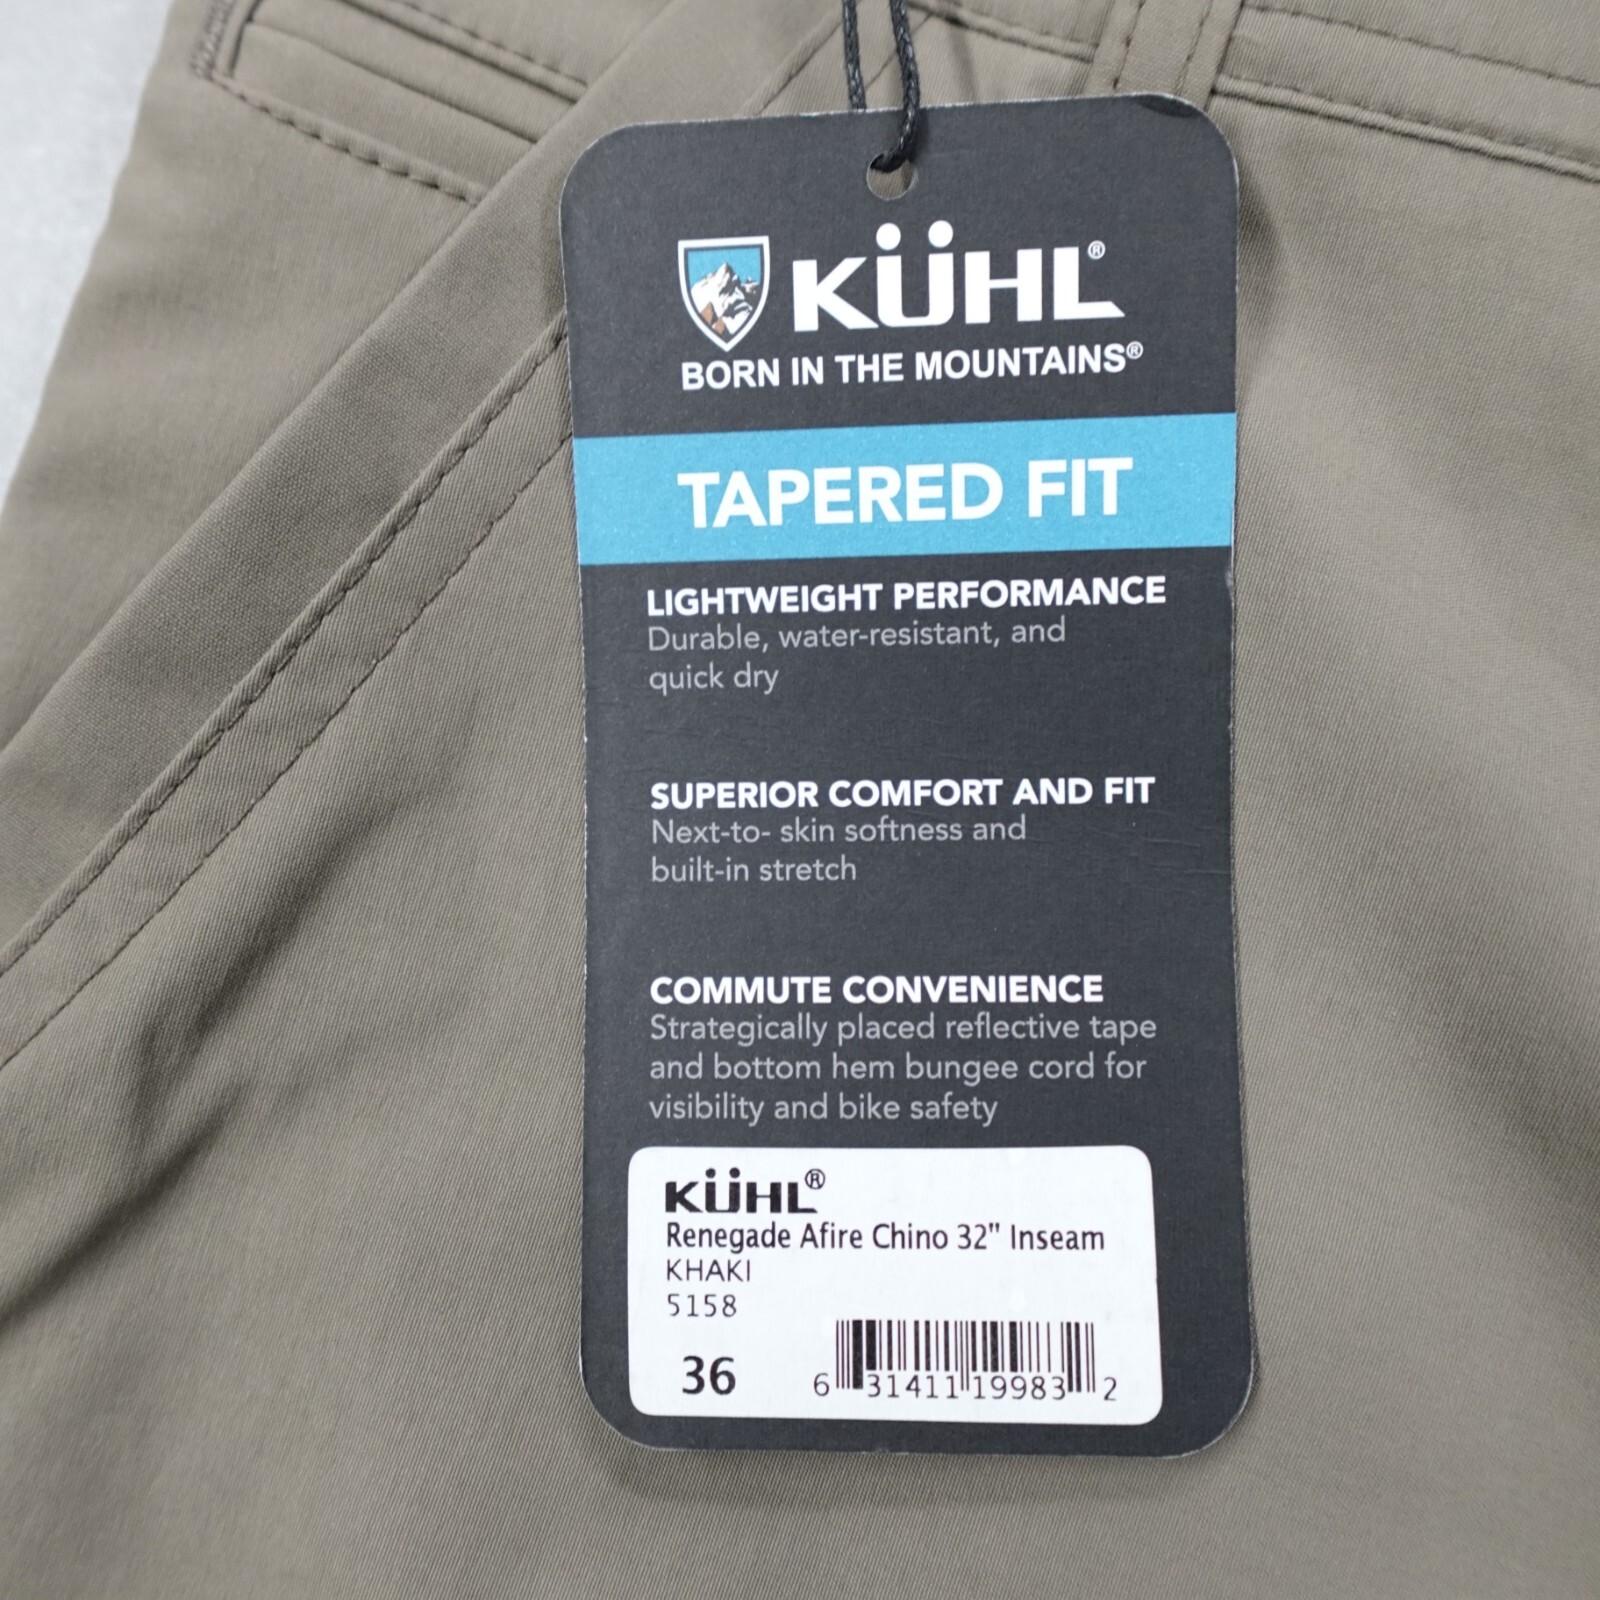 KÜHL®
BORN IN THE MOUNTAINS®
TAPERED FIT
LIGHTWEIGHT PERFORMANCE
Durable, water-resistant, and
quick dry
SUPERIOR COMFORT AND FIT
Next-to- skin softness and
built-in stretch
COMMUTE CONVENIENCE
Strategically placed reflective tape
and bottom hem bungee cord for
visibility and bike safety
KÜHL®
Renegade Afire Chino 32" Inseam
KHAKI
5158
36
6 31411 19983 2